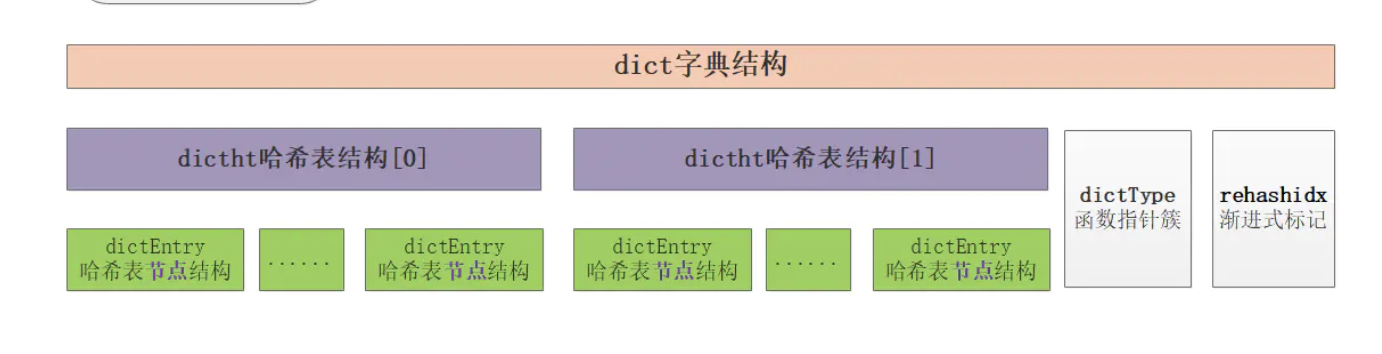 dict字典结构
dictht哈希表结构[0]
dictht哈希表结构[1]
dictType
函数指针簇
rehashidx
渐进式标记
dictEntry
哈希表节点结构
......
dictEntry
哈希表节点结构
dictEntry
哈希表节点结构
......
dictEntry
哈希表节点结构